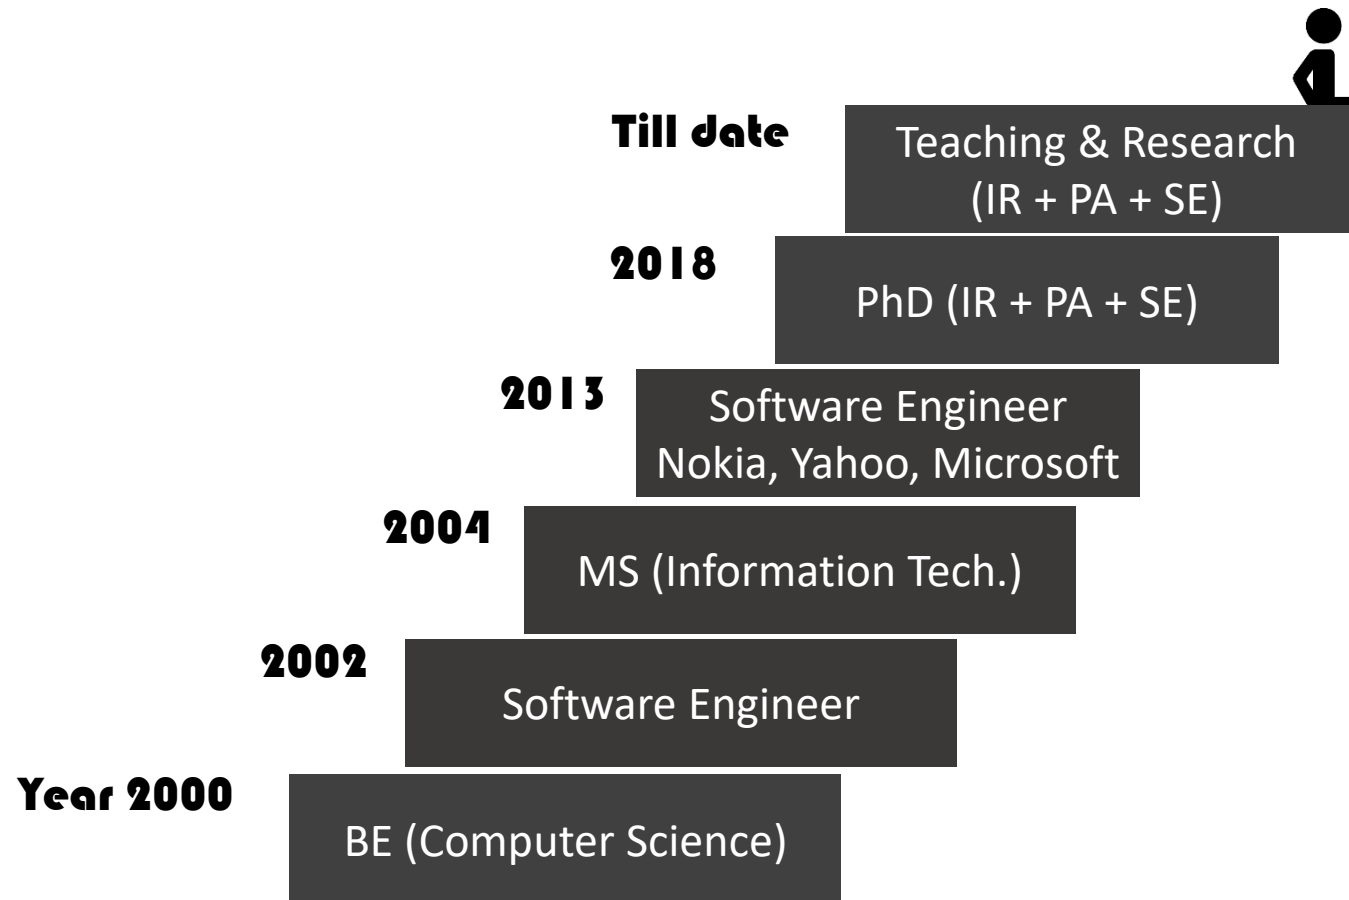 Till date
Teaching & Research
(IR + PA + SE)
2018
PhD (IR + PA + SE)
2013
Software Engineer
Nokia, Yahoo, Microsoft
2004
MS (Information Tech.)
2002
Software Engineer
Year 2000
BE (Computer Science)